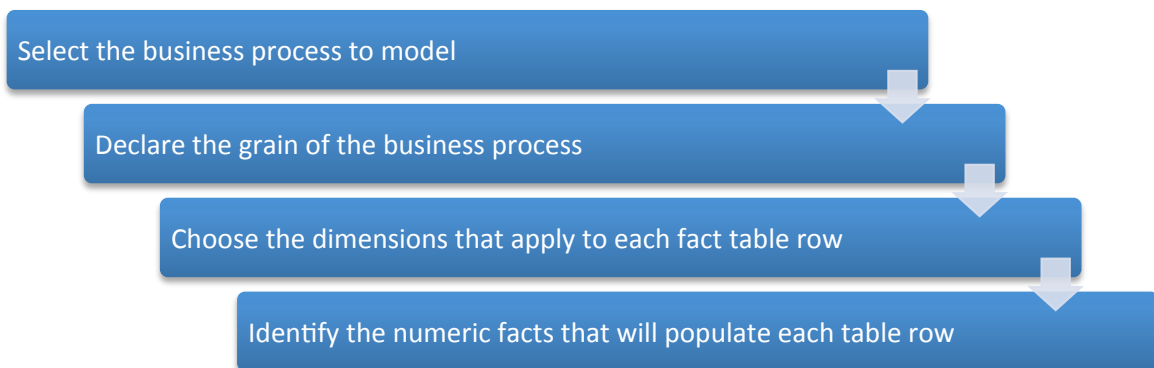 Select the business process to model
Declare the grain of the business process
Choose the dimensions that apply to each fact table row
Identify the numeric facts that will populate each table row